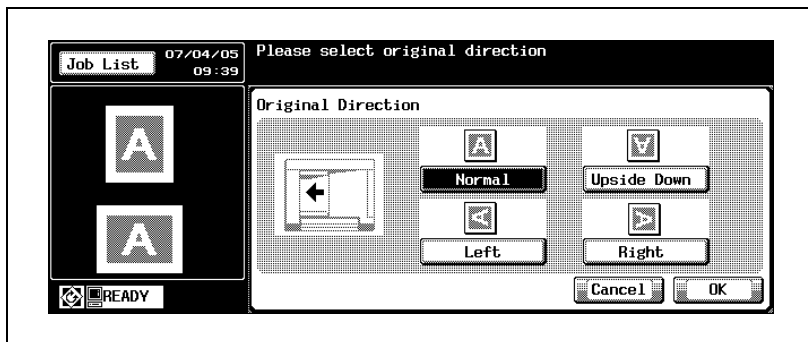 Job List
07/04/05
09:39
Please select original direction
A
A
Original Direction
A
Normal
A
Upside Down
A
Left
A
Right
READY
Cancel
OK